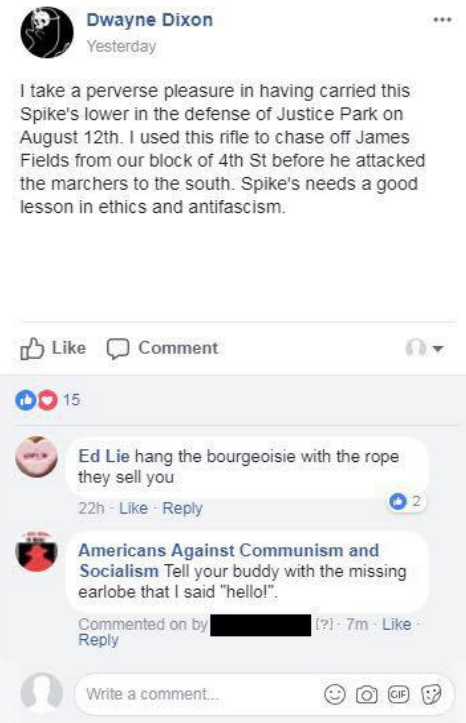 Dwayne Dixon
Yesterday
I take a perverse pleasure in having carried this
Spike's lower in the defense of Justice Park on
August 12th. I used this rifle to chase off James
Fields from our block of 4th St before he attacked
the marchers to the south. Spike's needs a good
lesson in ethics and antifascism.
Like Comment
15
Ed Lie hang the bourgeoisie with the rope
they sell you
22h · Like · Reply 2
Americans Against Communism and
Socialism Tell your buddy with the missing
earlobe that I said "hello!".
Commented on by [?] · 7m · Like ·
Reply
Write a comment...
GIF